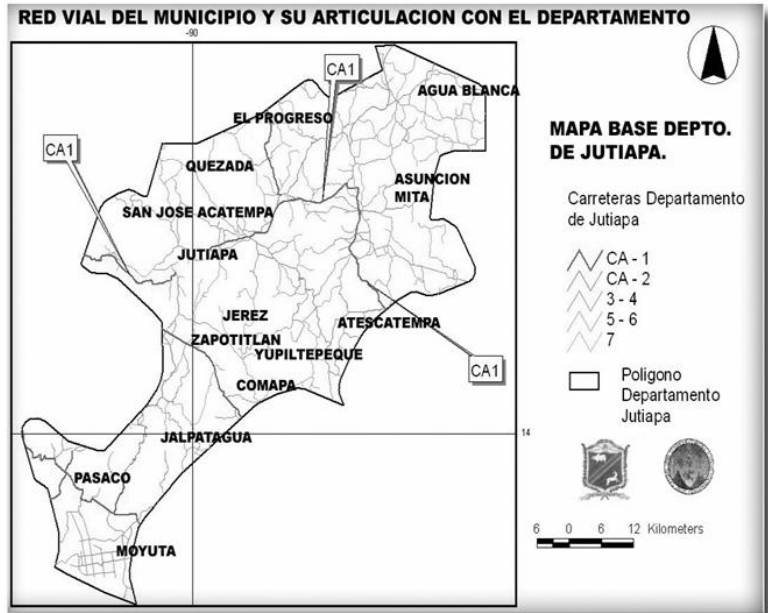 RED VIAL DEL MUNICIPIO Y SU ARTICULACION CON EL DEPARTAMENTO
-90
CA1
AGUA BLANCA
EL PROGRESO
CA1
QUEZADA
ASUNCION
MITA
SAN JOSE ACATEMPA
JUTIAPA
JEREZ
ATESCATEMPA
ZAPOTITLAN
YUPILTEPEQUE
CA1
COMAPA
14
JALPATAGUA
PASACO
MOYUTA
MAPA BASE DEPTO.
DE JUTIAPA.
Carreteras Departamento
de Jutiapa
CA - 1
CA - 2
3 - 4
5 - 6
7
Poligono
Departamento
Jutiapa
6 0 6 12 Kilometers